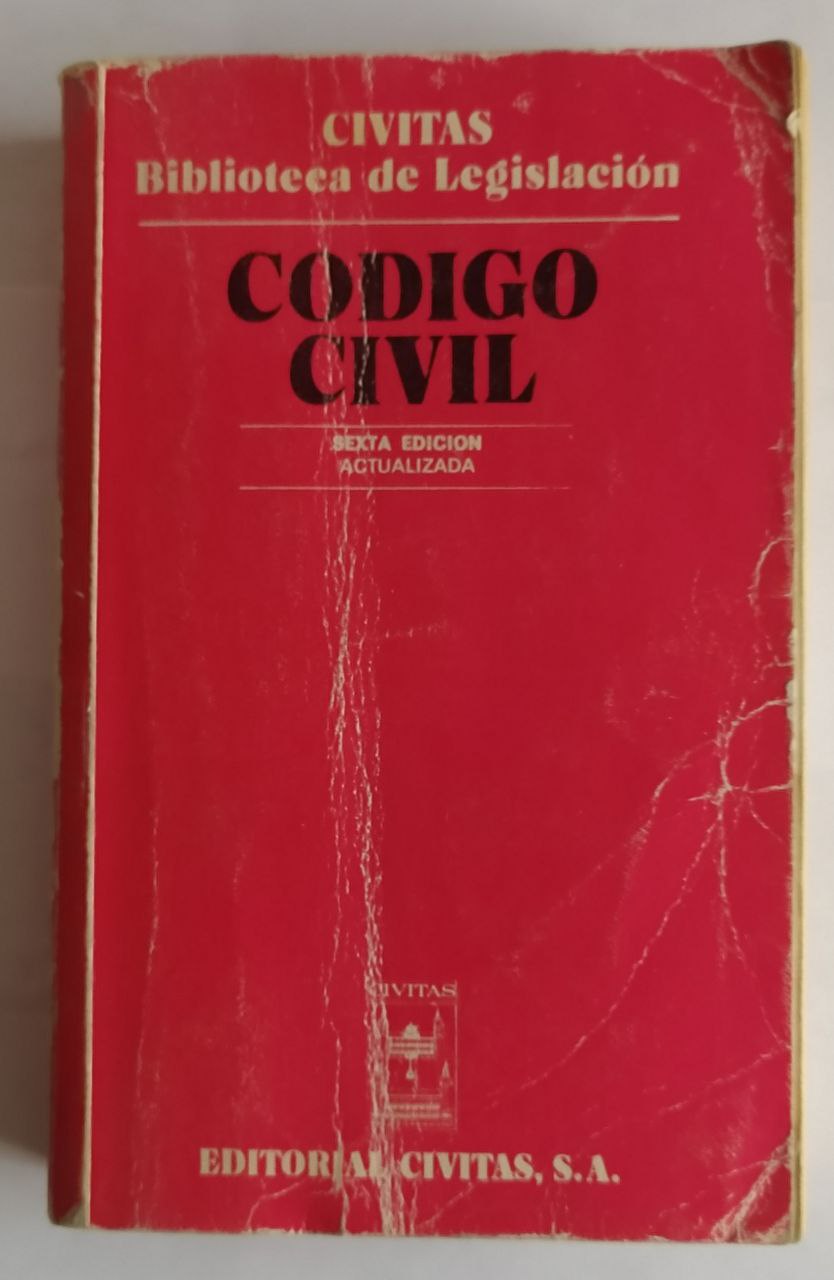 CIVITAS
Biblioteca de Legislación
CODIGO
CIVIL
SEXTA EDICION
ACTUALIZADA
CIVITAS
EDITORIAL CIVITAS, S.A.